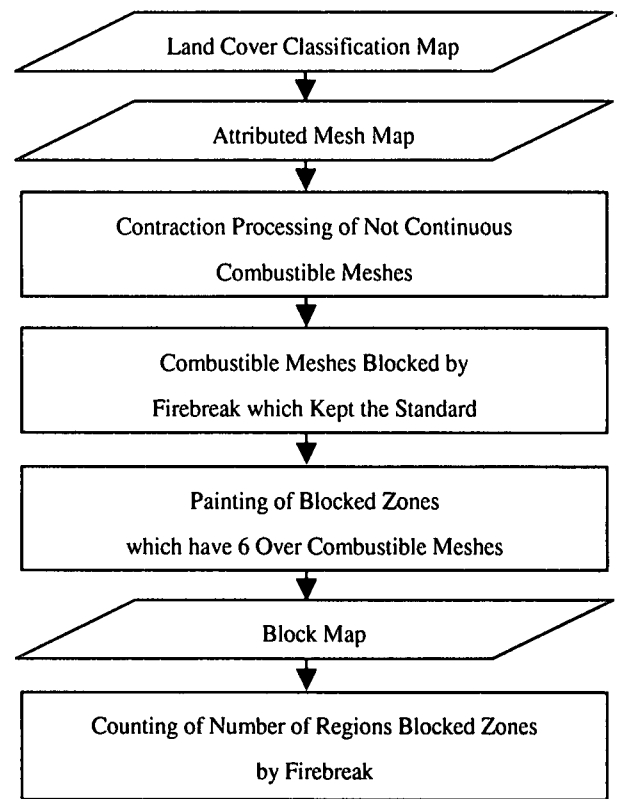 Land Cover Classification Map
Attributed Mesh Map
Contraction Processing of Not Continuous
Combustible Meshes
Combustible Meshes Blocked by
Firebreak which Kept the Standard
Painting of Blocked Zones
which have 6 Over Combustible Meshes
Block Map
Counting of Number of Regions Blocked Zones
by Firebreak